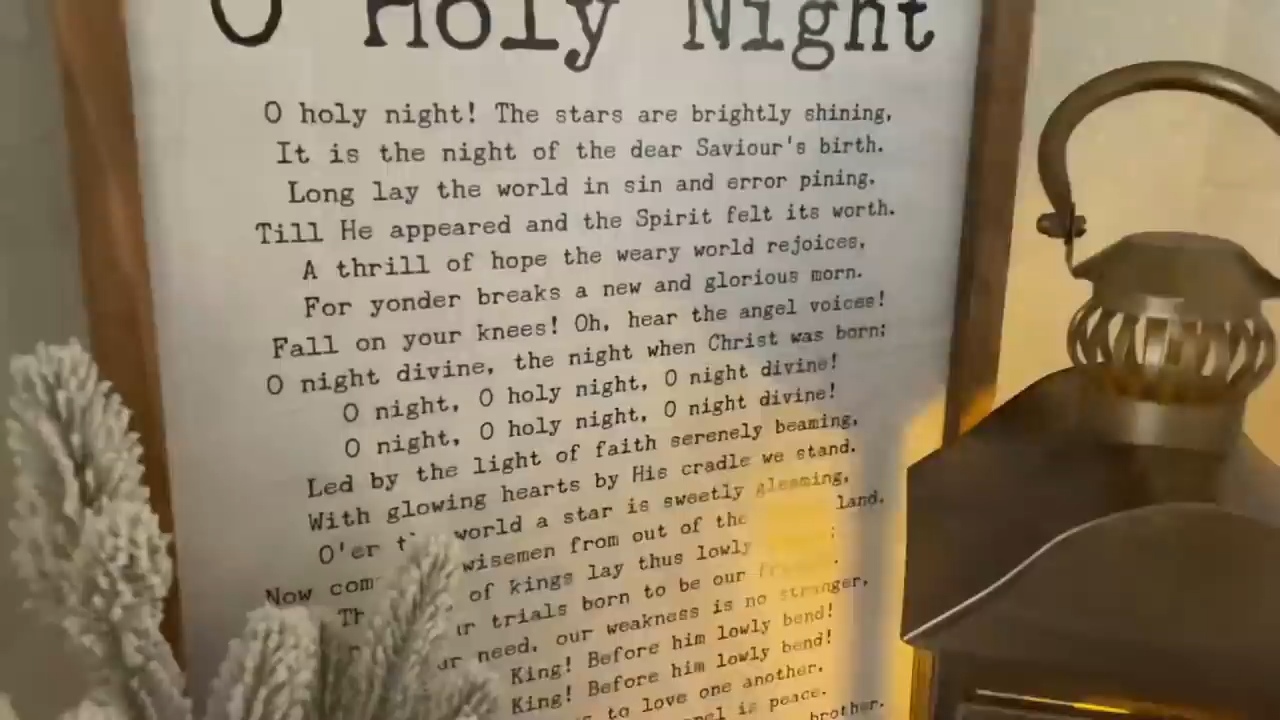 O Holy Night
O holy night! The stars are brightly shining,
It is the night of the dear Saviour's birth.
Long lay the world in sin and error pining.
Till He appeared and the Spirit felt its worth.
A thrill of hope the weary world rejoices,
For yonder breaks a new and glorious morn.
Fall on your knees! Oh, hear the angel voices!
O night divine, the night when Christ was born;
O night, O holy night, O night divine!
O night, O holy night, O night divine!
Led by the light of faith serenely beaming,
With glowing hearts by His cradle we stand.
O'er world a star is sweetly gleaming,
Now wisemen from out of the land.
of kings lay thus lowly
trials born to be our
need, our weakness is no stranger,
King! Before him lowly bend!
King! Before him lowly bend!
to love one another.
is peace.
brother.